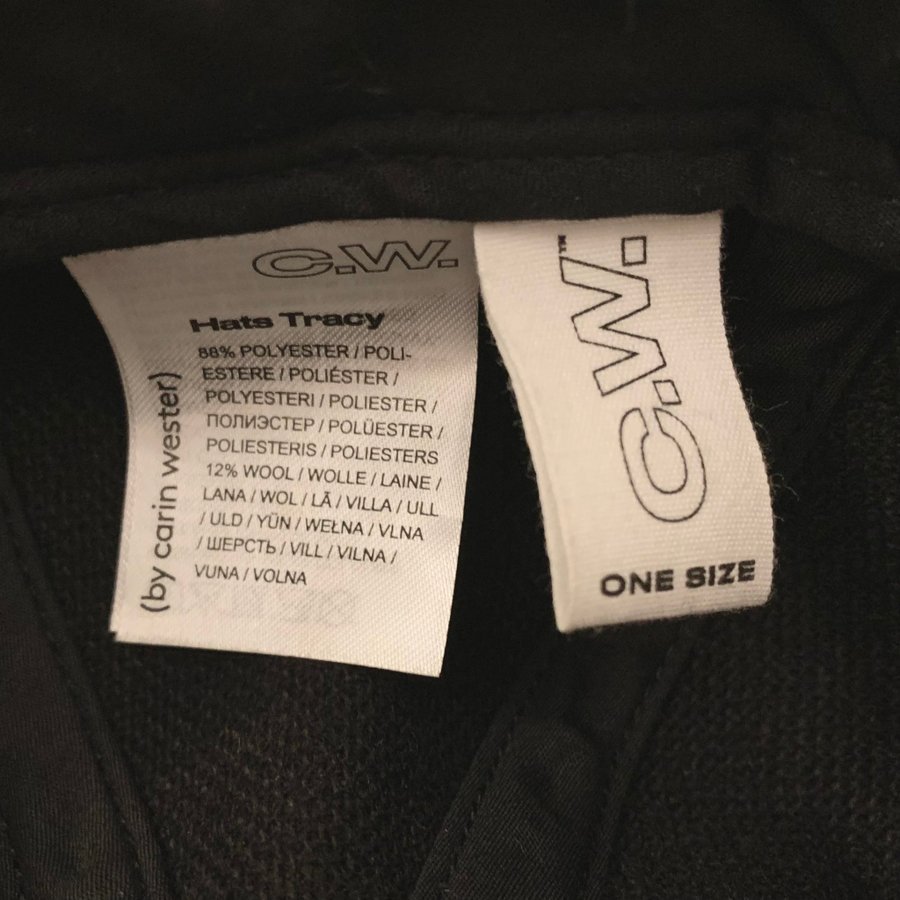 C.W.
Hats Tracy
88% POLYESTER / POLI-
ESTERE / POLIÉSTER /
POLYESTERI / POLIESTER /
ПОЛИЭСТЕР / POLÜESTER /
POLIESTERIS / POLIESTERS
12% WOOL / WOLLE / LAINE /
LANA / WOL / LÃ / VILLA / ULL
/ ULD / YÜN / WEŁNA / VLNA
/ ШЕРСТЬ / VILL / VILNA /
VUNA / VOLNA
(by carin wester)
C.W.™
ONE SIZE